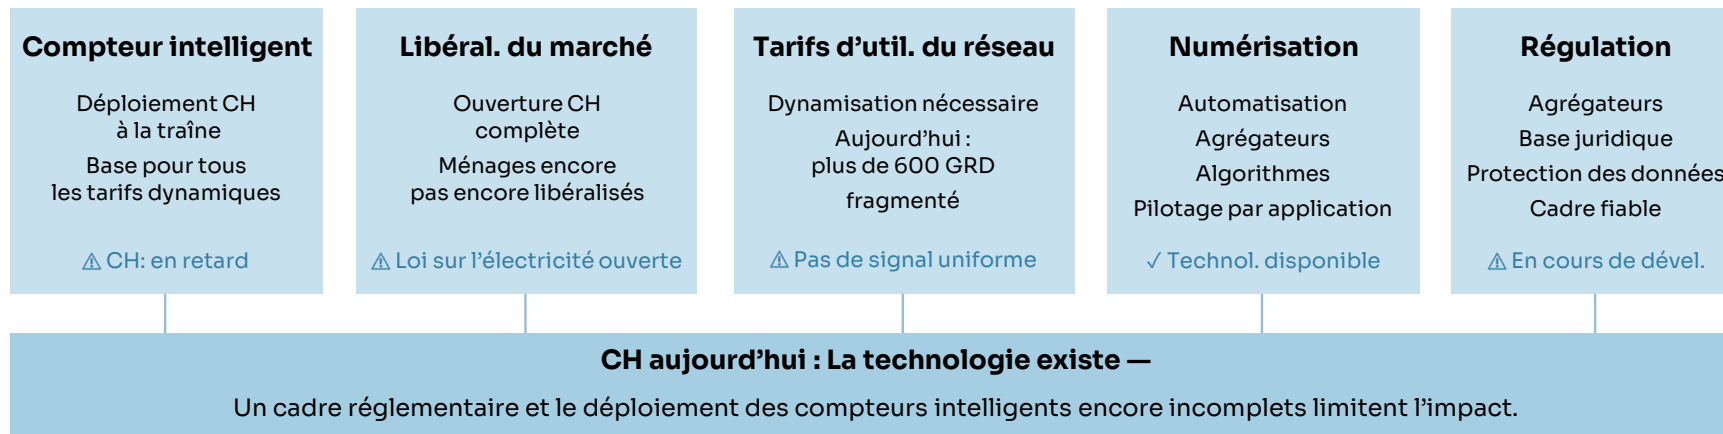 Compteur intelligent
Déploiement CH
à la traîne
Base pour tous
les tarifs dynamiques
⚠ CH: en retard
Libéral. du marché
Ouverture CH
complète
Ménages encore
pas encore libéralisés
⚠ Loi sur l’électricité ouverte
Tarifs d’util. du réseau
Dynamisation nécessaire
Aujourd’hui :
plus de 600 GRD
fragmenté
⚠ Pas de signal uniforme
Numérisation
Automatisation
Agrégateurs
Algorithmes
Pilotage par application
✓ Technol. disponible
Régulation
Agrégateurs
Base juridique
Protection des données
Cadre fiable
⚠ En cours de dével.
CH aujourd’hui : La technologie existe —
Un cadre réglementaire et le déploiement des compteurs intelligents encore incomplets limitent l’impact.